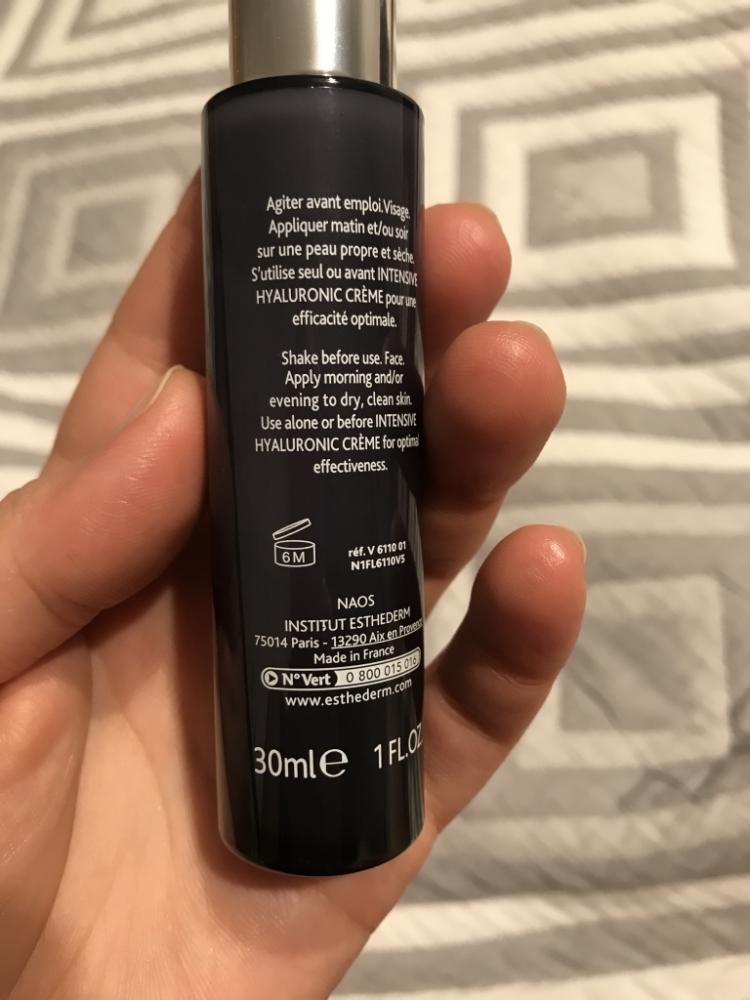 Agiter avant emploi.Visage.
Appliquer matin et/ou soir
sur une peau propre et sèche.
S'utilise seul ou avant INTENSIVE
HYALURONIC CRÈME pour une
efficacité optimale.
Shake before use. Face.
Apply morning and/or
evening to dry, clean skin.
Use alone or before INTENSIVE
HYALURONIC CRÈME for optimal
effectiveness.
6M
réf. V 6110 01
N1FL6110V5
NAOS
INSTITUT ESTHEDERM
75014 Paris - 13290 Aix en Provence
Made in France
N°Vert 0 800 015 016
www.esthederm.com
30ml℮ 1 FL.OZ